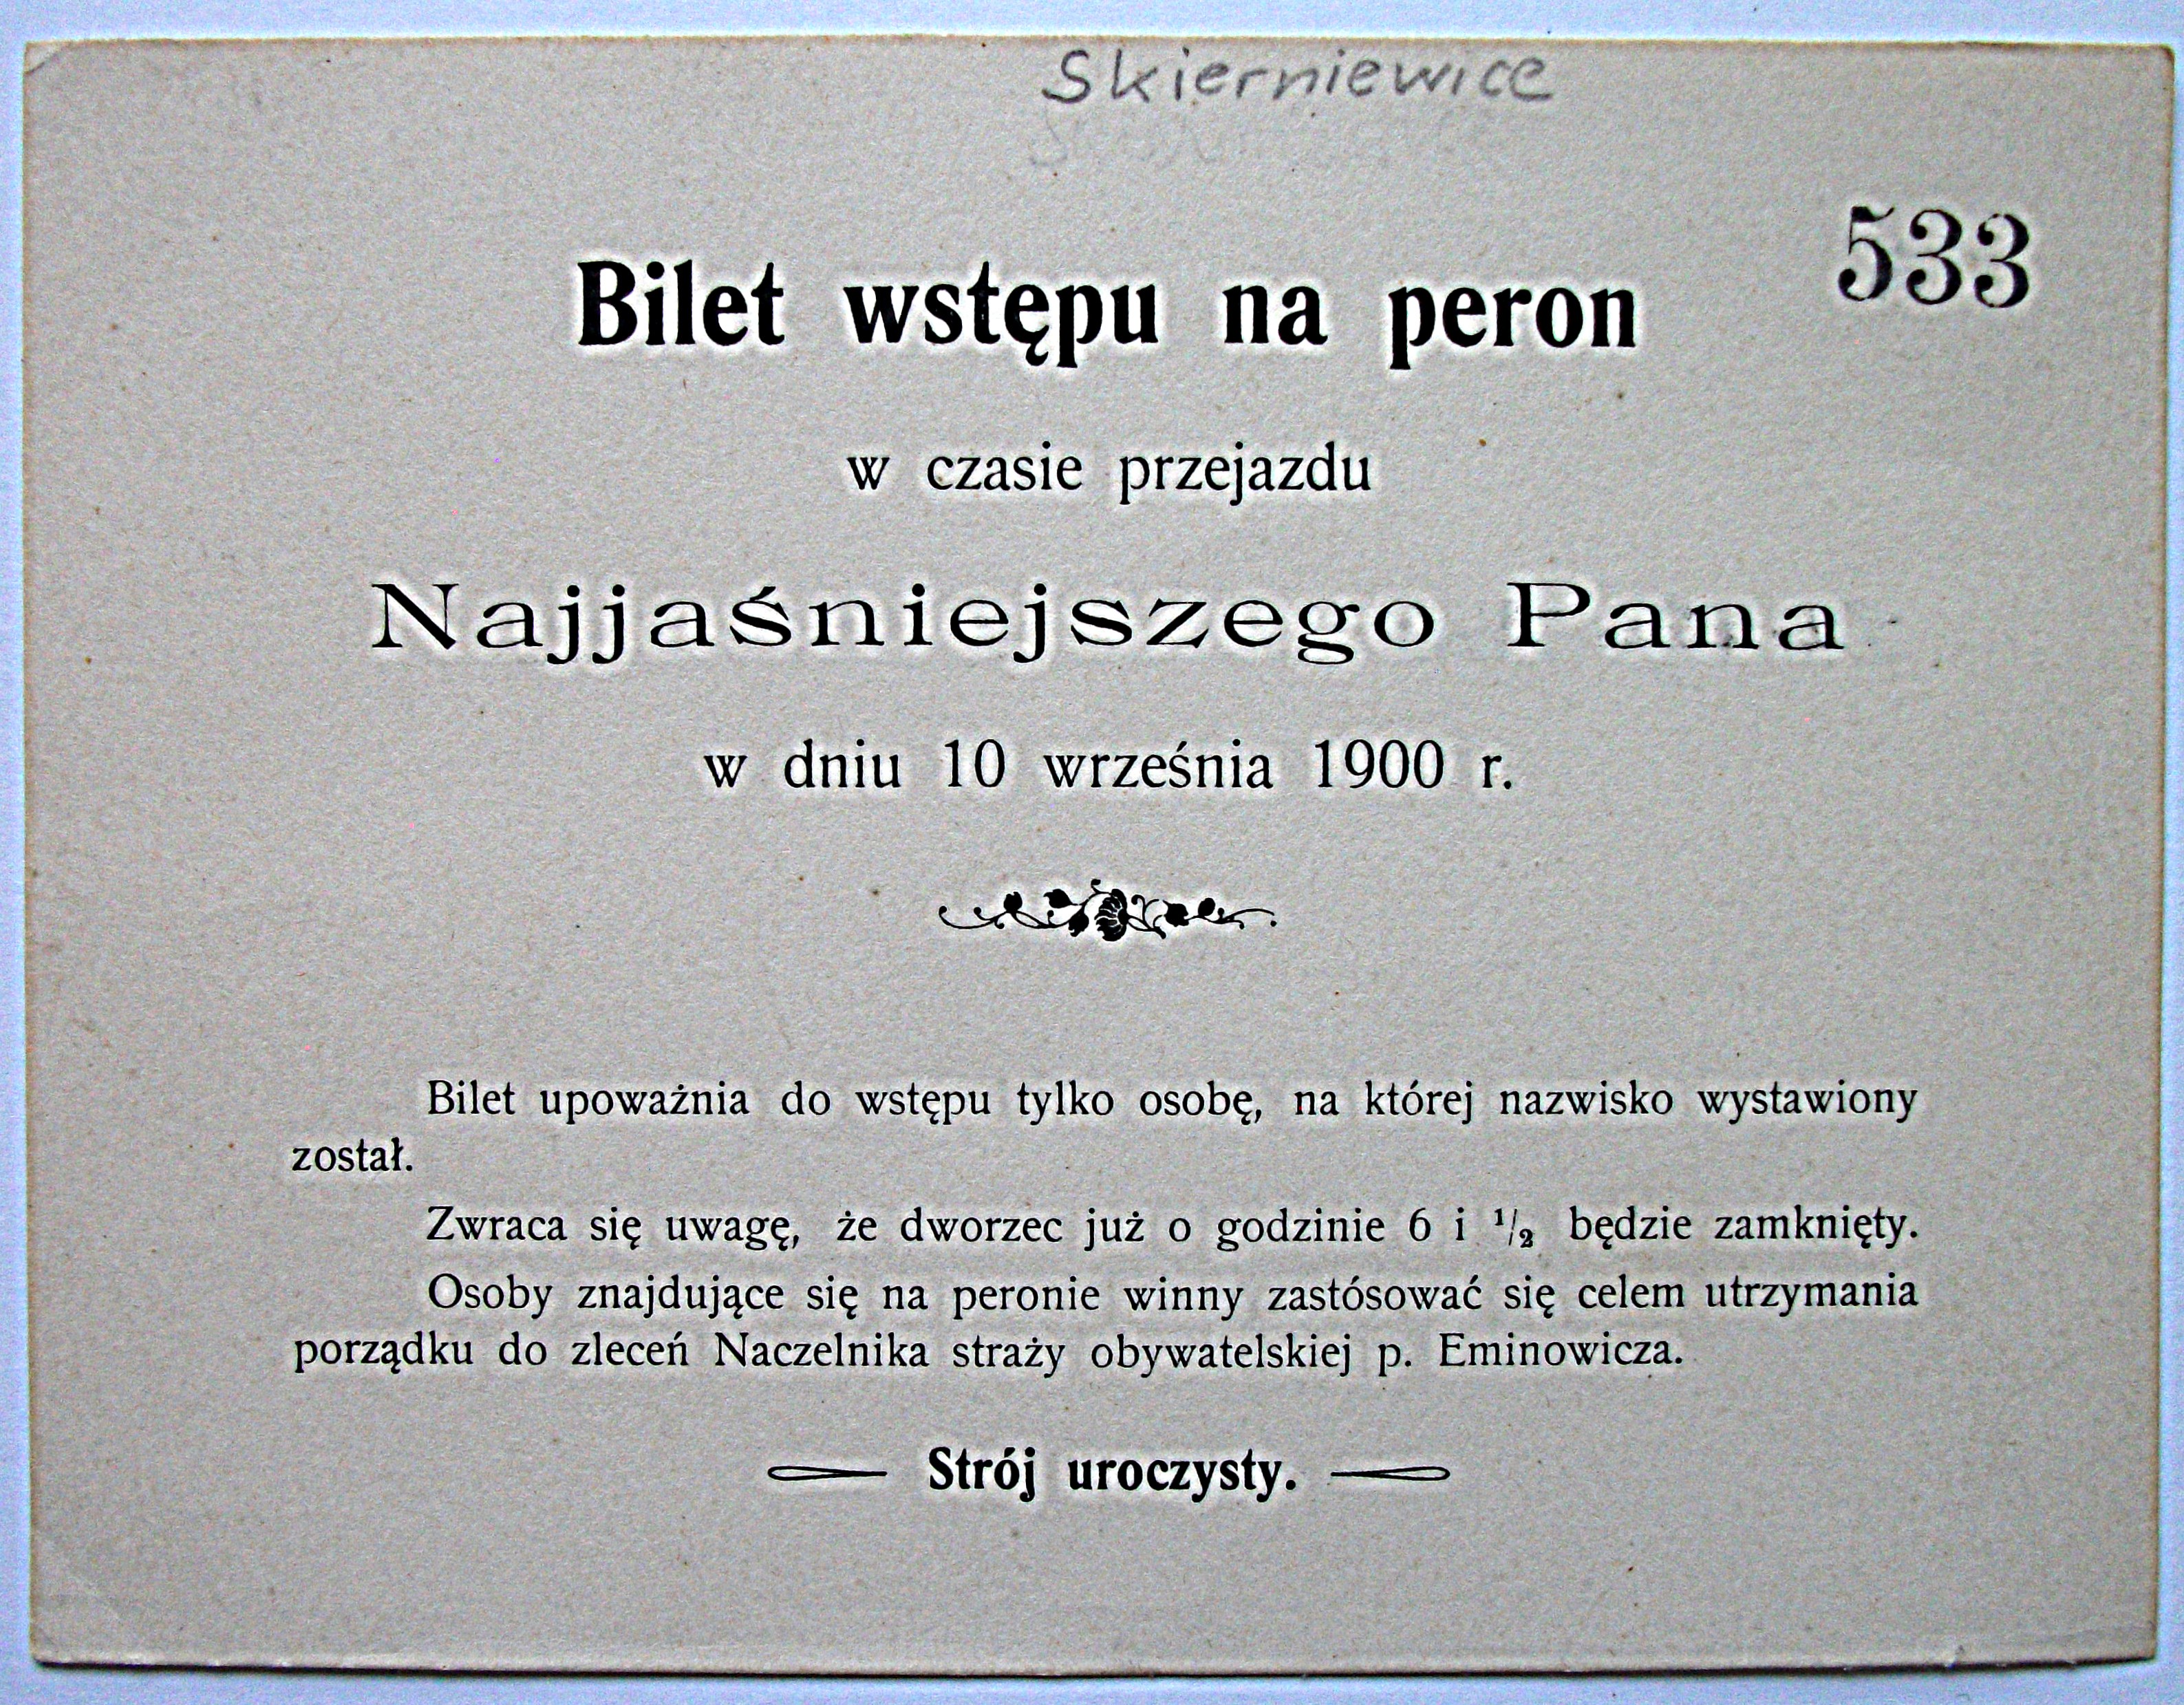 Skierniewice
533
Bilet wstępu na peron
w czasie przejazdu
Najjaśniejszego Pana
w dniu 10 września 1900 r.
Bilet upoważnia do wstępu tylko osobę, na której nazwisko wystawiony
został.
Zwraca się uwagę, że dworzec już o godzinie 6 i ¹/₂ będzie zamknięty.
Osoby znajdujące się na peronie winny zastósować się celem utrzymania
porządku do zleceń Naczelnika straży obywatelskiej p. Eminowicza.
Strój uroczysty.